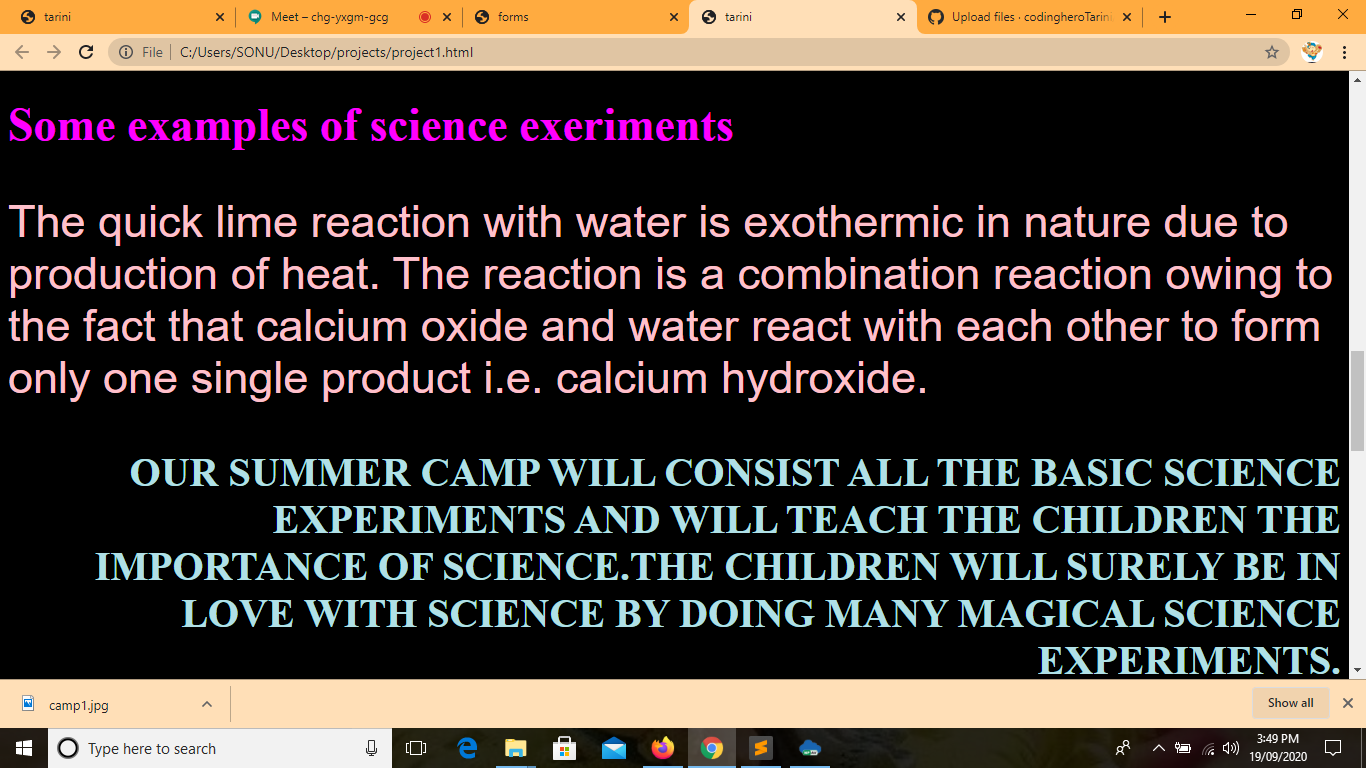 tarini
Meet – chg-yxgm-gcg
forms
tarini
Upload files · codingheroTarini
File
C:/Users/SONU/Desktop/projects/project1.html
Some examples of science exeriments
The quick lime reaction with water is exothermic in nature due to
production of heat. The reaction is a combination reaction owing to
the fact that calcium oxide and water react with each other to form
only one single product i.e. calcium hydroxide.
OUR SUMMER CAMP WILL CONSIST ALL THE BASIC SCIENCE
EXPERIMENTS AND WILL TEACH THE CHILDREN THE
IMPORTANCE OF SCIENCE.THE CHILDREN WILL SURELY BE IN
LOVE WITH SCIENCE BY DOING MANY MAGICAL SCIENCE
EXPERIMENTS.
camp1.jpg
Show all
Type here to search
3:49 PM
19/09/2020